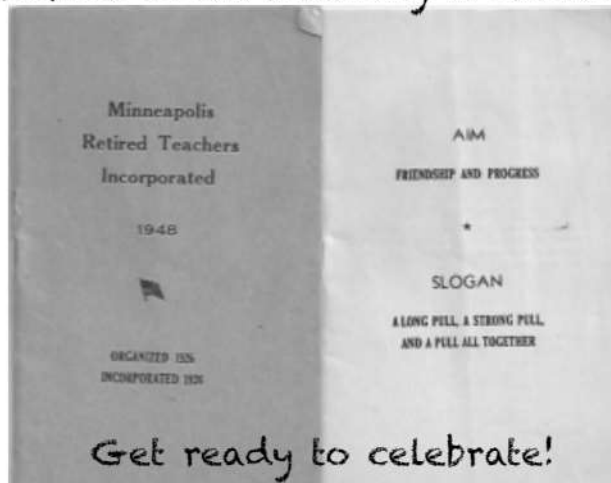 Minneapolis
Retired Teachers
Incorporated
1948
ORGANIZED 1926
INCORPORATED
AIM
FRIENDSHIP AND PROGRESS
SLOGAN
A LONG PULL, A STRONG PULL,
AND A PULL ALL TOGETHER
Get ready to celebrate!